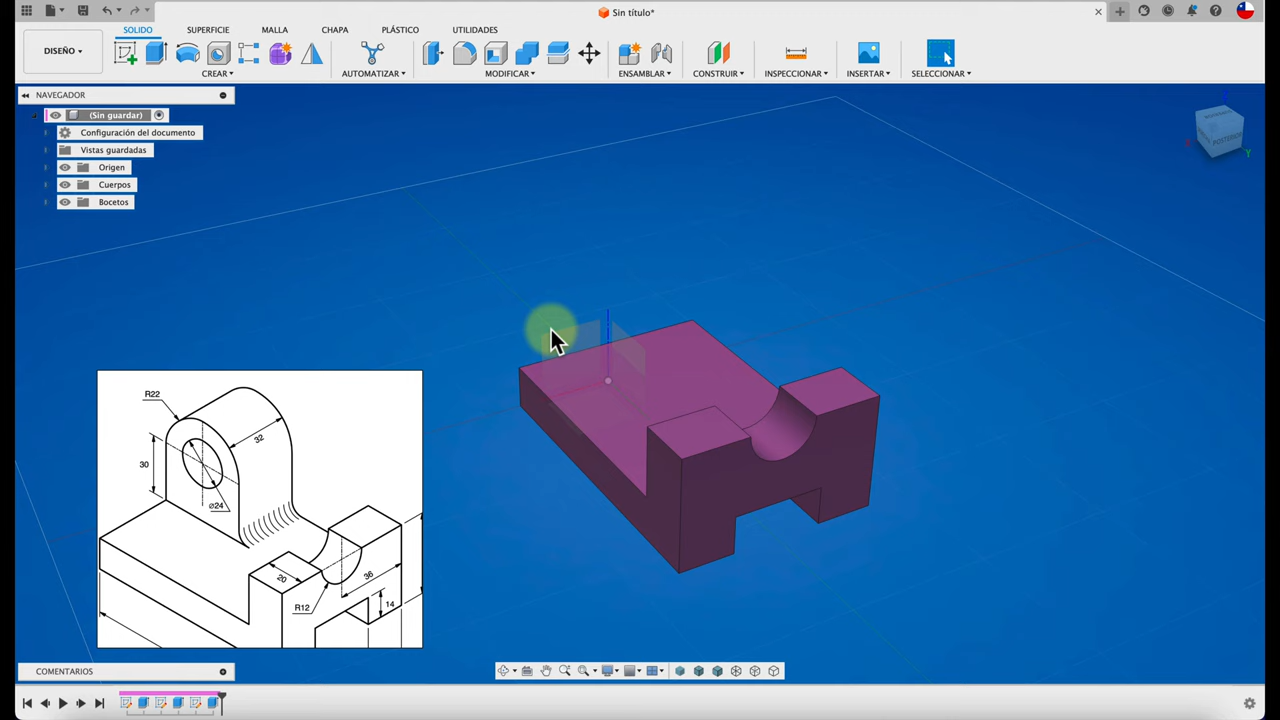 Sin título*
SOLIDO
SUPERFICIE
MALLA
CHAPA
PLÁSTICO
UTILIDADES
DISEÑO
CREAR
AUTOMATIZAR
MODIFICAR
ENSAMBLAR
CONSTRUIR
INSPECCIONAR
INSERTAR
SELECCIONAR
NAVEGADOR
(Sin guardar)
Configuración del documento
Vistas guardadas
Origen
Cuerpos
Bocetos
Y
R22
32
30
⌀24
20
36
R12
14
COMENTARIOS